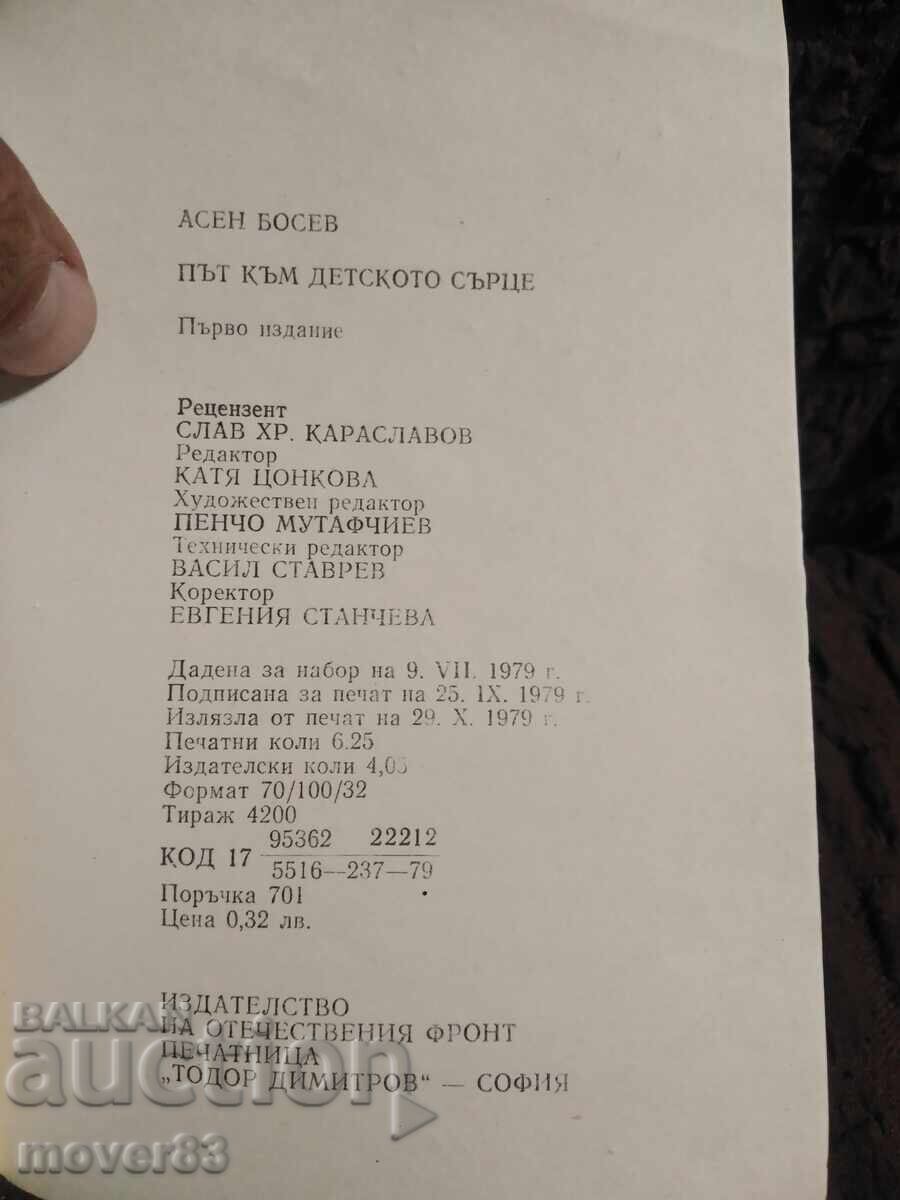 АСЕН БОСЕВ
ПЪТ КЪМ ДЕТСКОТО СЪРЦЕ
Първо издание
Рецензент
СЛАВ ХР. КАРАСЛАВОВ
Редактор
КАТЯ ЦОНКОВА
Художествен редактор
ПЕНЧО МУТАФЧИЕВ
Технически редактор
ВАСИЛ СТАВРЕВ
Коректор
ЕВГЕНИЯ СТАНЧЕВА
Дадена за набор на 9. VII. 1979 г.
Подписана за печат на 25. IX. 1979 г.
Излязла от печат на 29. X. 1979 г.
Печатни коли 6.25
Издателски коли
Формат 70/100/32
Тираж 4200
КОД 17 95362 22212
5516—237—79
Поръчка 701
Цена 0,32 лв.
ИЗДАТЕЛСТВО
НА ОТЕЧЕСТВЕНИЯ ФРОНТ
ПЕЧАТНИЦА
„ТОДОР ДИМИТРОВ“ — СОФИЯ
BALKAN
auction
mover83